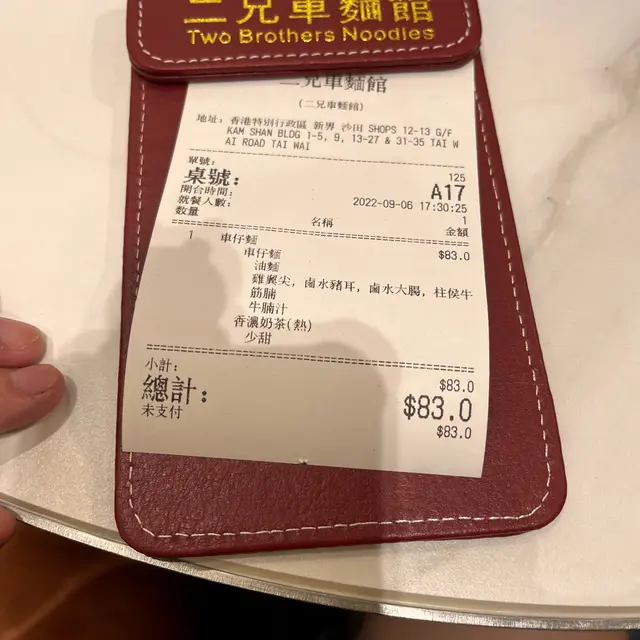 二兄車麵館
Two Brothers Noodles
二兄車麵館
(二兄車麵館)
地址: 香港特別行政區 新界 沙田 SHOPS 12-13 G/F
KAM SHAN BLDG 1-5, 9, 13-27 & 31-35 TAI W
AI ROAD TAI WAI
單號: 125
桌號: A17
開台時間: 2022-09-06 17:30:25
就餐人數: 1
數量 名稱 金額
1 車仔麵 $83.0
車仔麵
油麵
雞翼尖, 鹵水豬耳, 鹵水大腸, 柱侯牛
筋腩
牛腩汁
香濃奶茶(熱)
少甜
小計: $83.0
總計: $83.0
未支付 $83.0